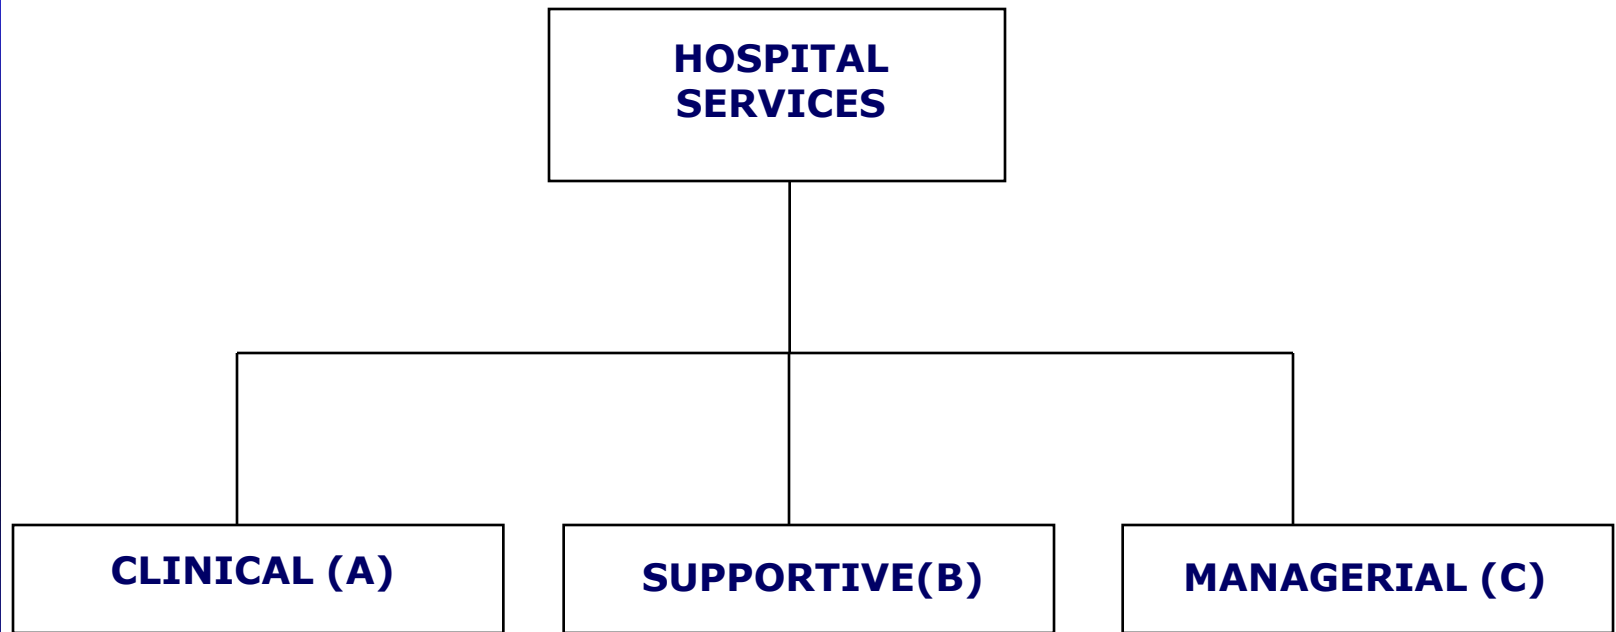 HOSPITAL
SERVICES
CLINICAL (A)
SUPPORTIVE(B)
MANAGERIAL (C)